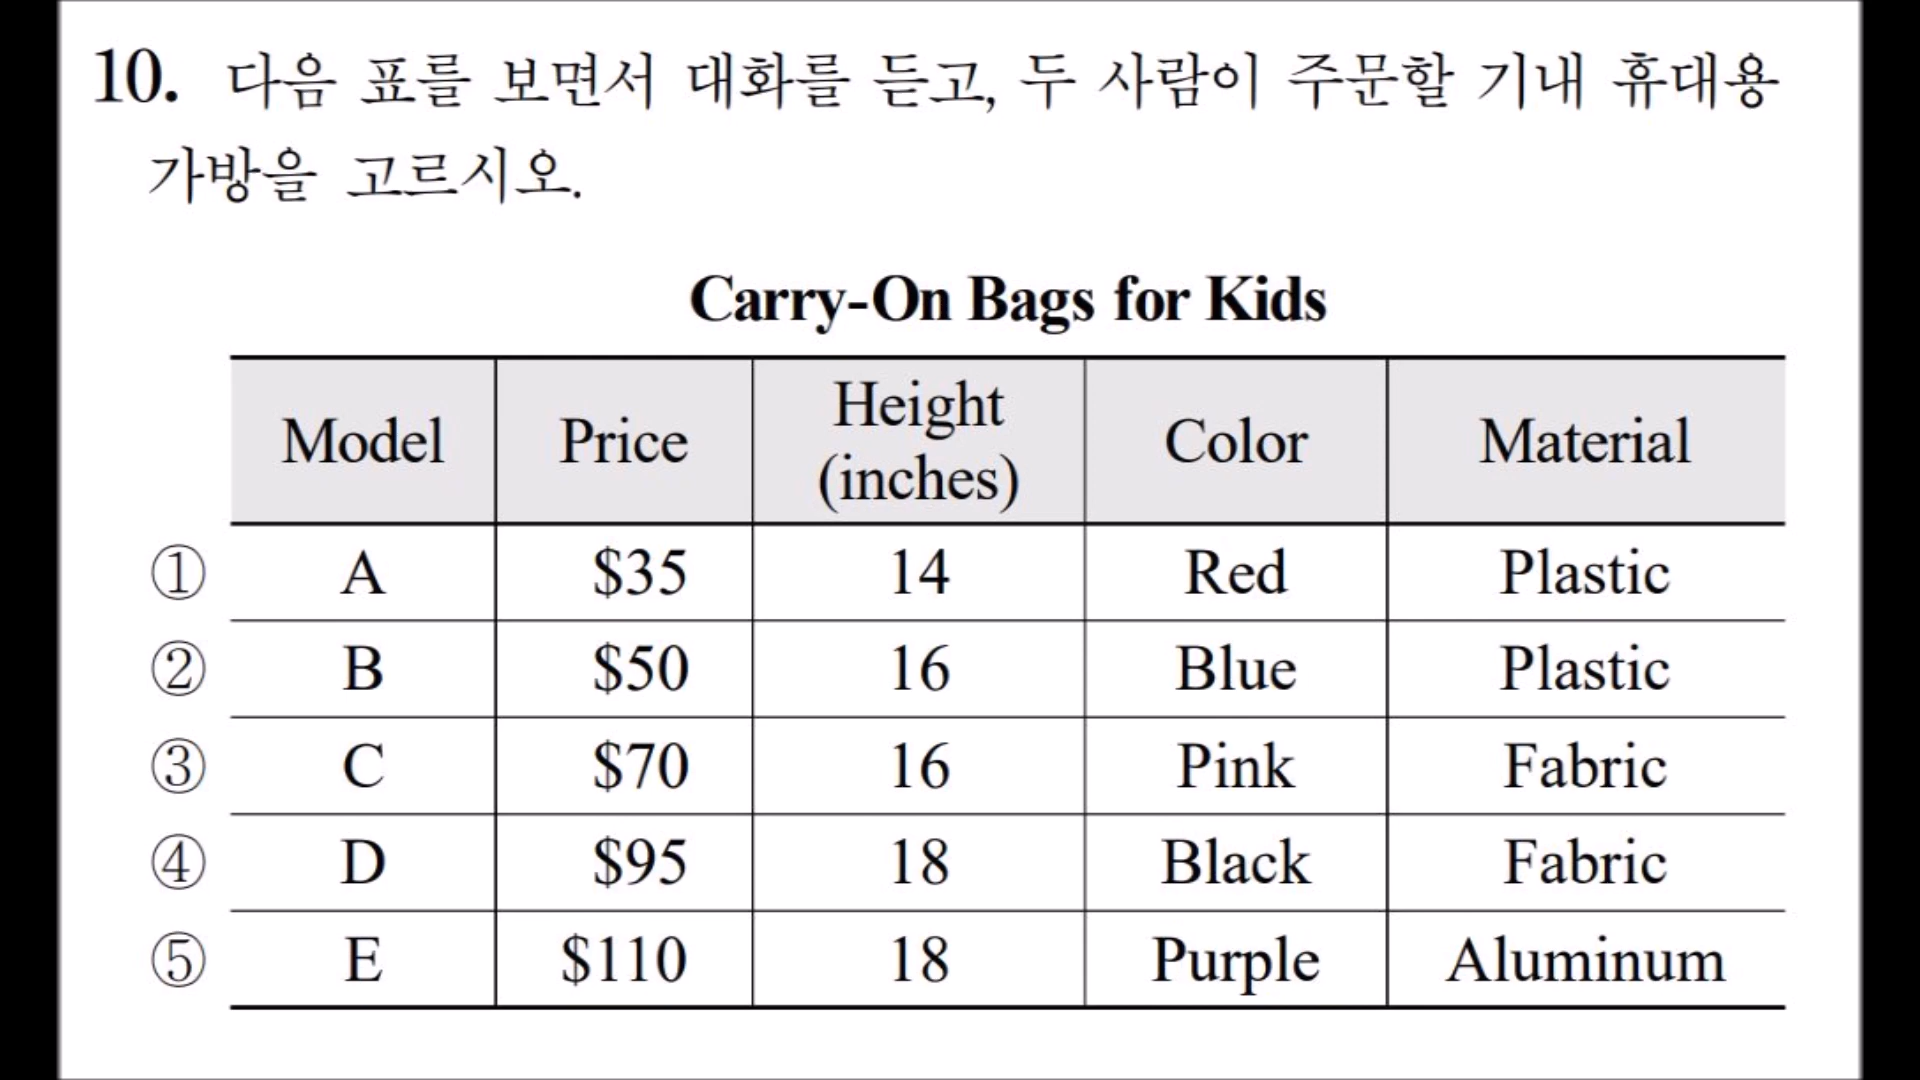 10. 다음 표를 보면서 대화를 듣고, 두 사람이 주문할 기내 휴대용
가방을 고르시오.
Carry-On Bags for Kids
Model Price Height (inches) Color Material
① A $35 14 Red Plastic
② B $50 16 Blue Plastic
③ C $70 16 Pink Fabric
④ D $95 18 Black Fabric
⑤ E $110 18 Purple Aluminum